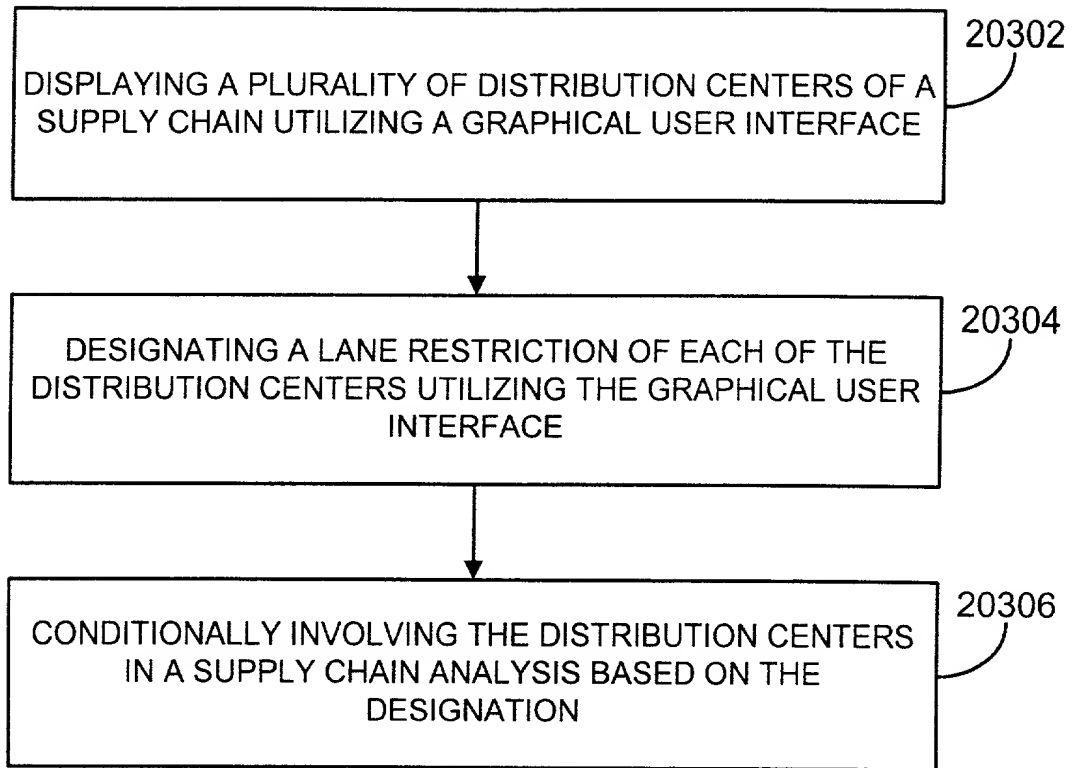 20302
DISPLAYING A PLURALITY OF DISTRIBUTION CENTERS OF A
SUPPLY CHAIN UTILIZING A GRAPHICAL USER INTERFACE
20304
DESIGNATING A LANE RESTRICTION OF EACH OF THE
DISTRIBUTION CENTERS UTILIZING THE GRAPHICAL USER
INTERFACE
20306
CONDITIONALLY INVOLVING THE DISTRIBUTION CENTERS
IN A SUPPLY CHAIN ANALYSIS BASED ON THE
DESIGNATION